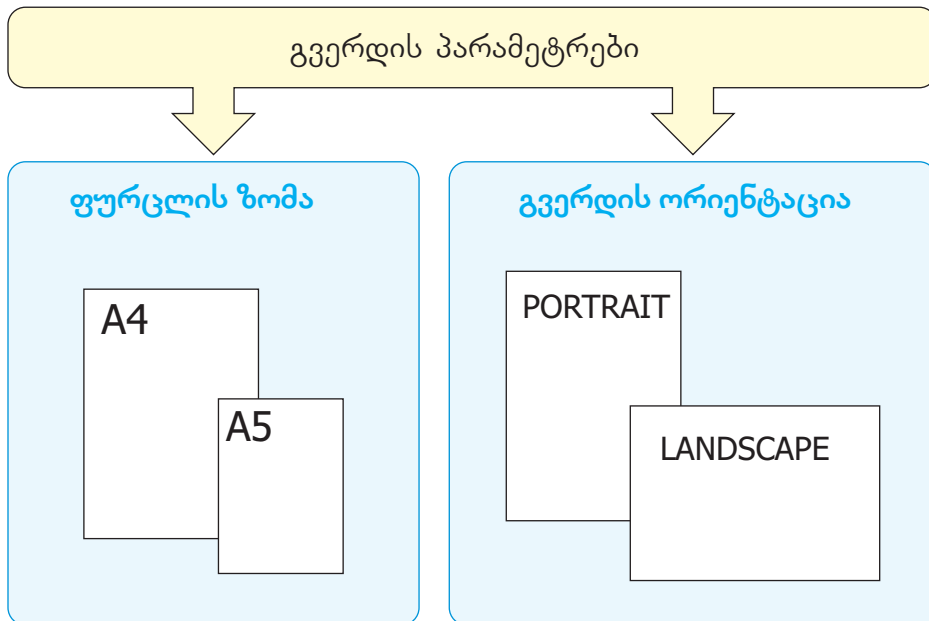 გვერდის პარამეტრები
ფურცლის ზომა
A4
A5
გვერდის ორიენტაცია
PORTRAIT
LANDSCAPE